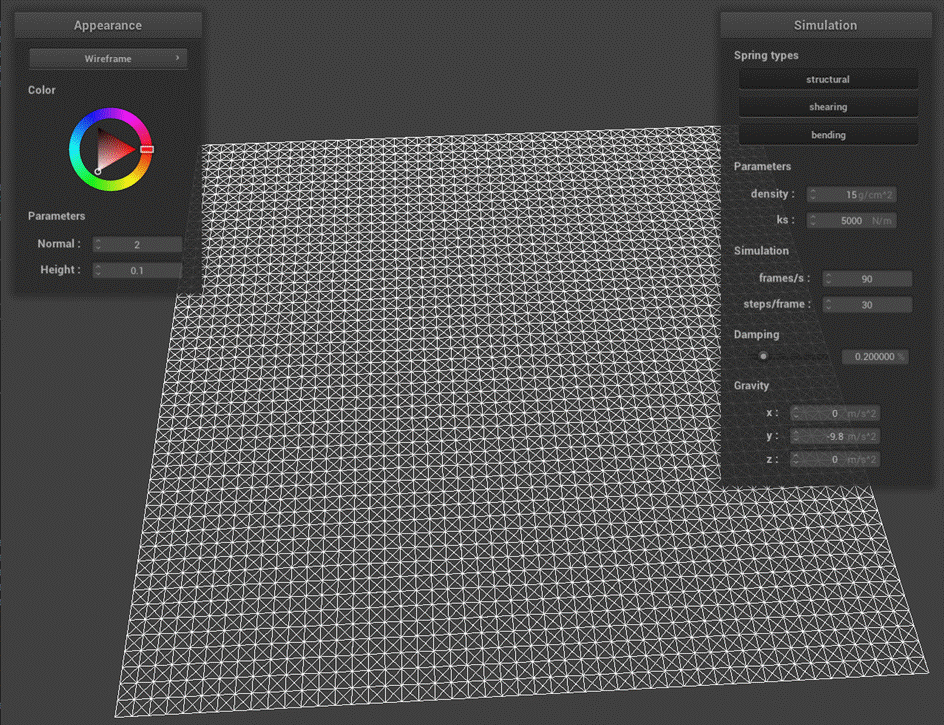 Appearance
Wireframe
Color
Parameters
Normal : 2
Height : 0.1
Simulation
Spring types
structural
shearing
bending
Parameters
density : 15 g/cm^2
ks : 5000 N/m
Simulation
frames/s : 90
steps/frame : 30
Damping
0.200000 %
Gravity
x : 0 m/s^2
y : -9.8 m/s^2
z : 0 m/s^2